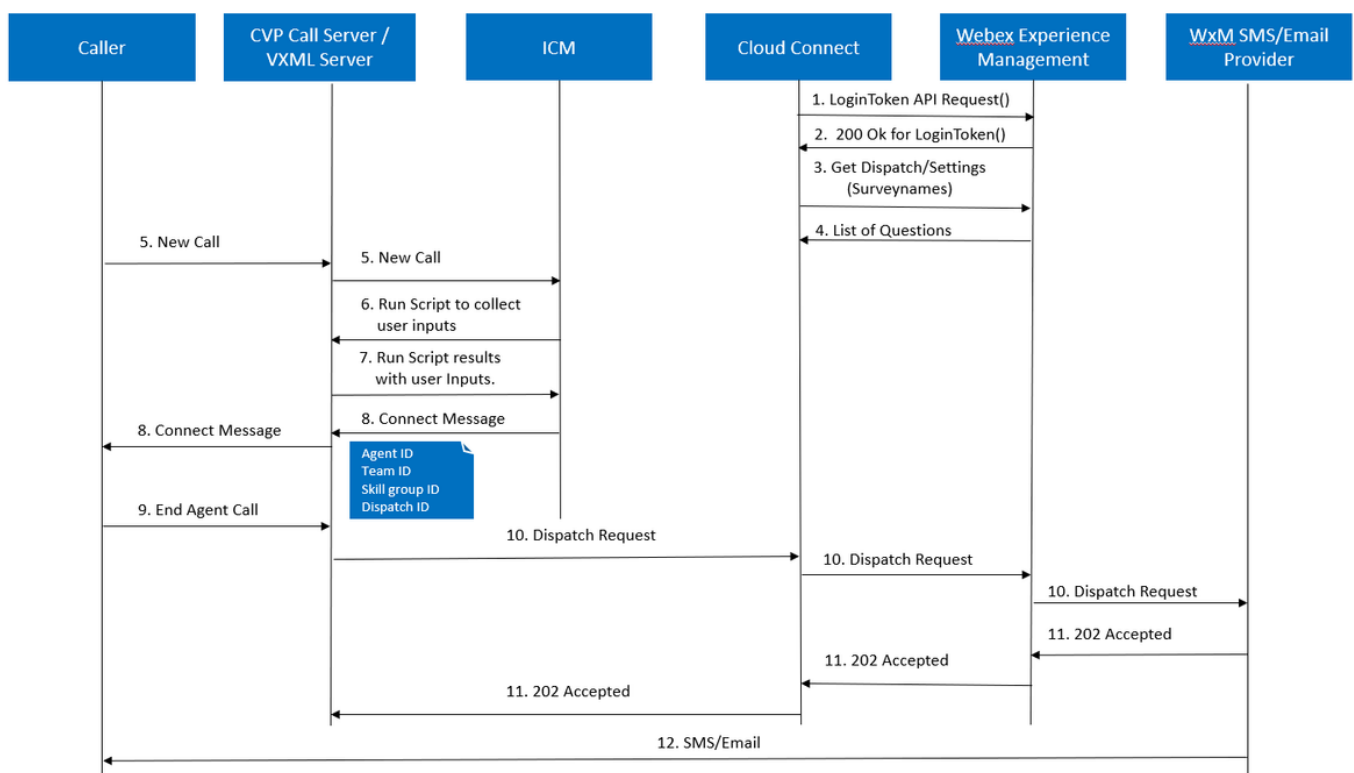 Caller
CVP Call Server /
VXML Server
ICM
Cloud Connect
Webex Experience
Management
WxM SMS/Email
Provider
1. LoginToken API Request()
2. 200 Ok for LoginToken()
3. Get Dispatch/Settings
(Surveynames)
4. List of Questions
5. New Call
5. New Call
6. Run Script to collect
user inputs
7. Run Script results
with user Inputs.
8. Connect Message
8. Connect Message
Agent ID
Team ID
Skill group ID
Dispatch ID
9. End Agent Call
10. Dispatch Request
10. Dispatch Request
10. Dispatch Request
11. 202 Accepted
11. 202 Accepted
11. 202 Accepted
12. SMS/Email